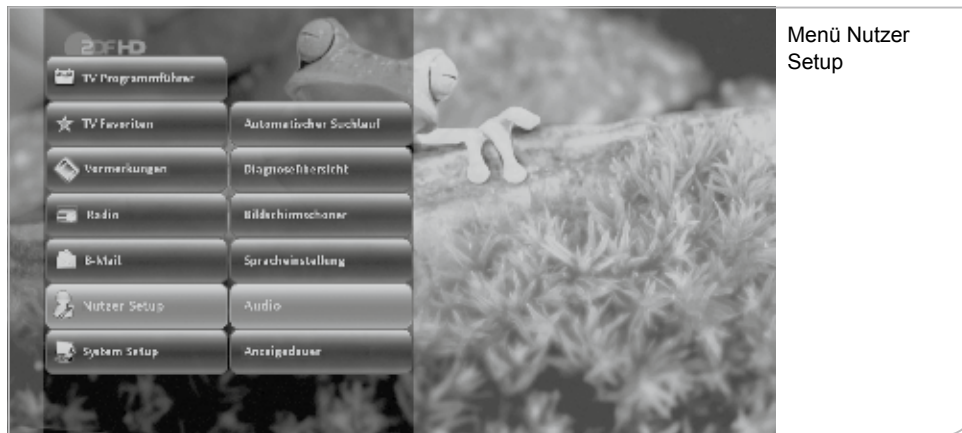 2DF HD
TV Programmführer
TV Favoriten
Automatischer Suchlauf
Vormerkungen
Diagnoseübersicht
Radio
Bildschirmschoner
B-Mail
Spracheinstellung
Nutzer Setup
Audio
System Setup
Anzeigedauer
Menü Nutzer
Setup